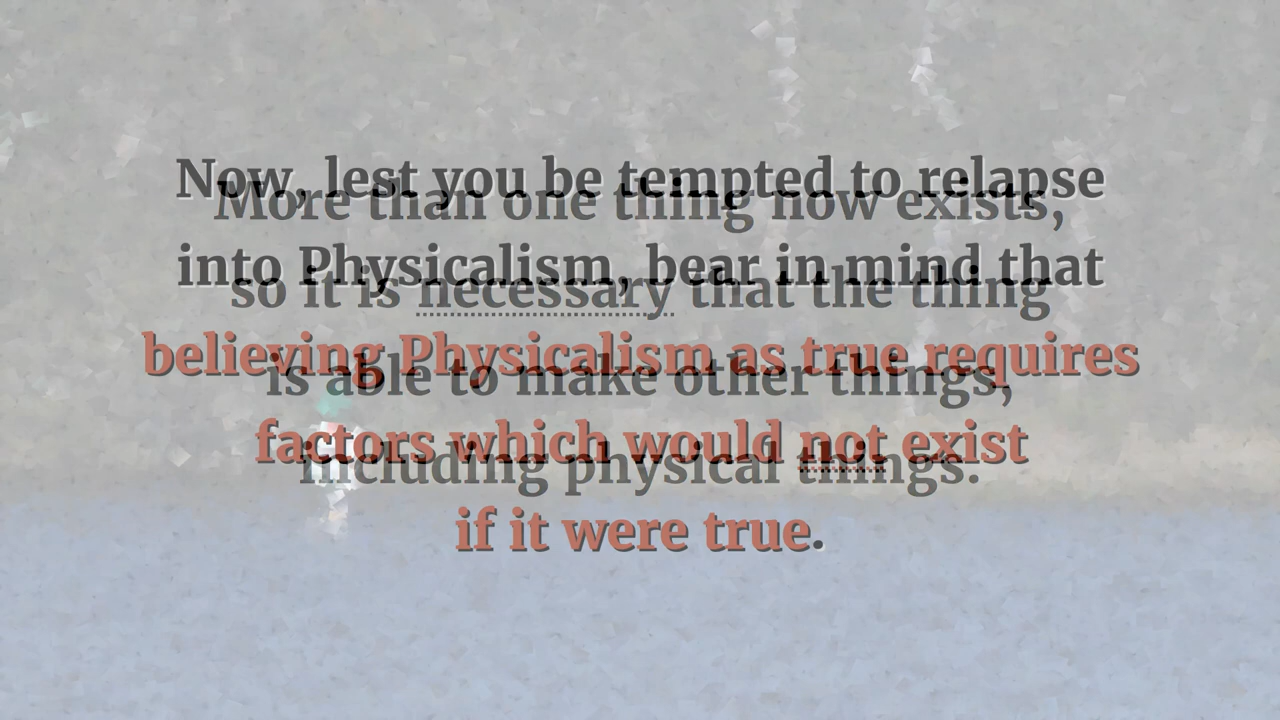 Now, lest you be tempted to relapse
into Physicalism, bear in mind that
believing Physicalism as true requires
factors which would not exist
if it were true.
More than one thing now exists,
so it is necessary that the thing
is able to make other things,
including physical things.